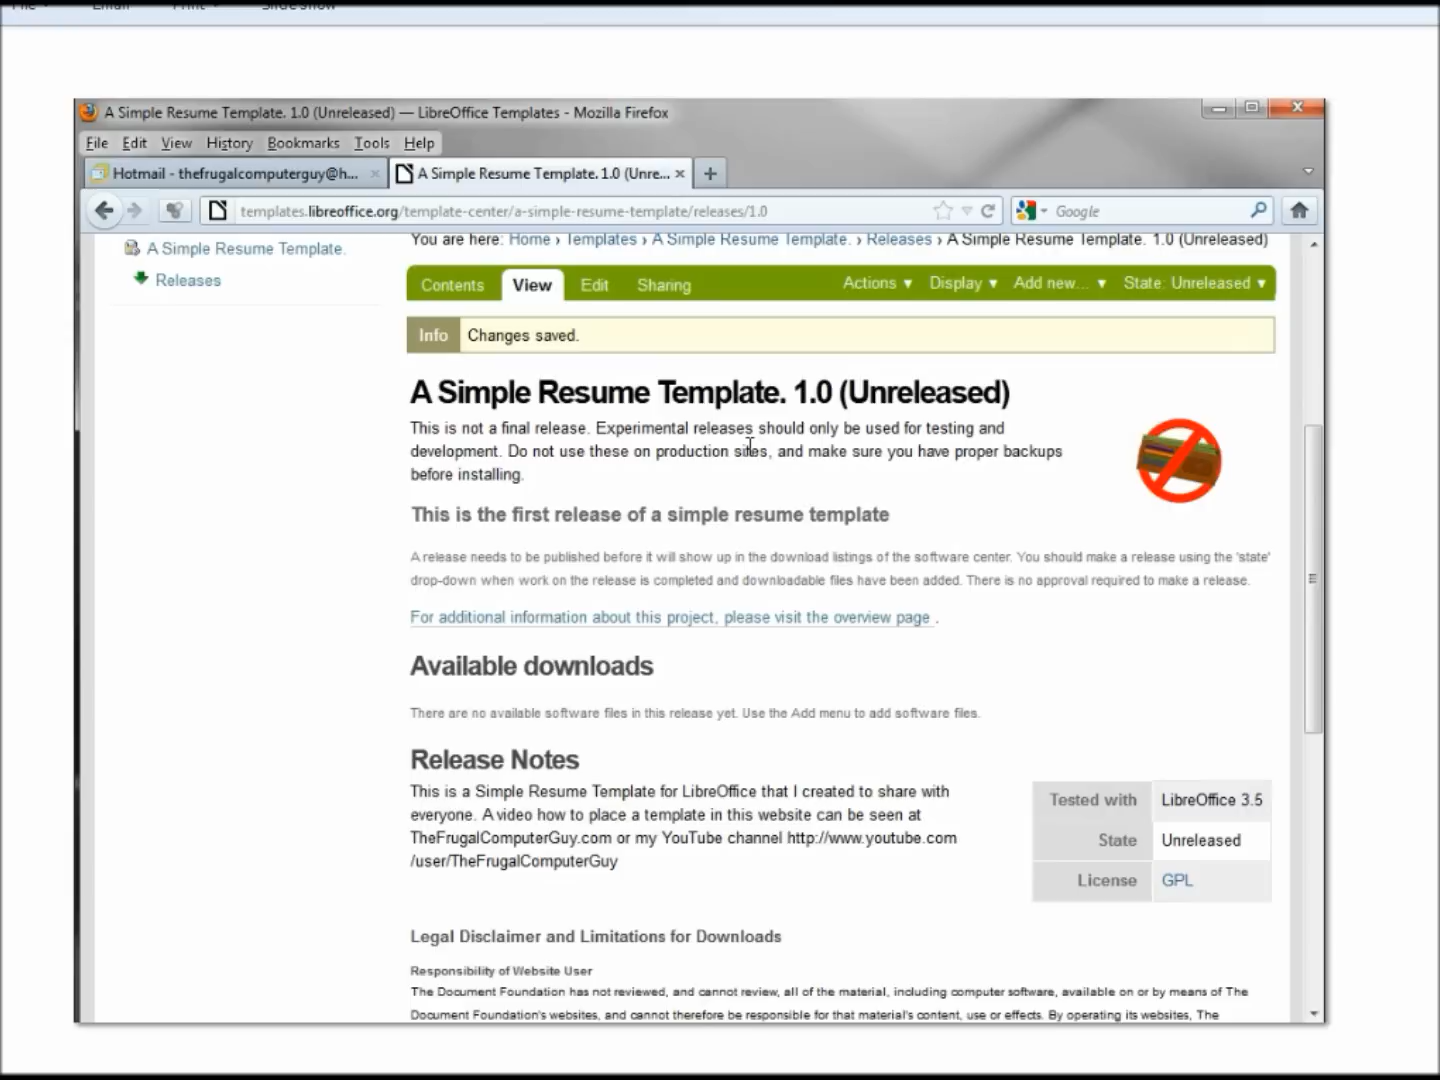 File Email Print Slide show
A Simple Resume Template. 1.0 (Unreleased) — LibreOffice Templates - Mozilla Firefox
File Edit View History Bookmarks Tools Help
Hotmail - thefrugalcomputerguy@h... × A Simple Resume Template. 1.0 (Unre... × +
templates.libreoffice.org/template-center/a-simple-resume-template/releases/1.0 Google
A Simple Resume Template.
Releases
You are here: Home › Templates › A Simple Resume Template. › Releases › A Simple Resume Template. 1.0 (Unreleased)
Contents View Edit Sharing Actions ▼ Display ▼ Add new... ▼ State: Unreleased ▼
Info Changes saved.
A Simple Resume Template. 1.0 (Unreleased)
This is not a final release. Experimental releases should only be used for testing and
development. Do not use these on production sites, and make sure you have proper backups
before installing.
This is the first release of a simple resume template
A release needs to be published before it will show up in the download listings of the software center. You should make a release using the 'state'
drop-down when work on the release is completed and downloadable files have been added. There is no approval required to make a release.
For additional information about this project, please visit the overview page .
Available downloads
There are no available software files in this release yet. Use the Add menu to add software files.
Release Notes
This is a Simple Resume Template for LibreOffice that I created to share with
everyone. A video how to place a template in this website can be seen at
TheFrugalComputerGuy.com or my YouTube channel http://www.youtube.com
/user/TheFrugalComputerGuy
Tested with LibreOffice 3.5
State Unreleased
License GPL
Legal Disclaimer and Limitations for Downloads
Responsibility of Website User
The Document Foundation has not reviewed, and cannot review, all of the material, including computer software, available on or by means of The
Document Foundation's websites, and cannot therefore be responsible for that material's content, use or effects. By operating its websites, The